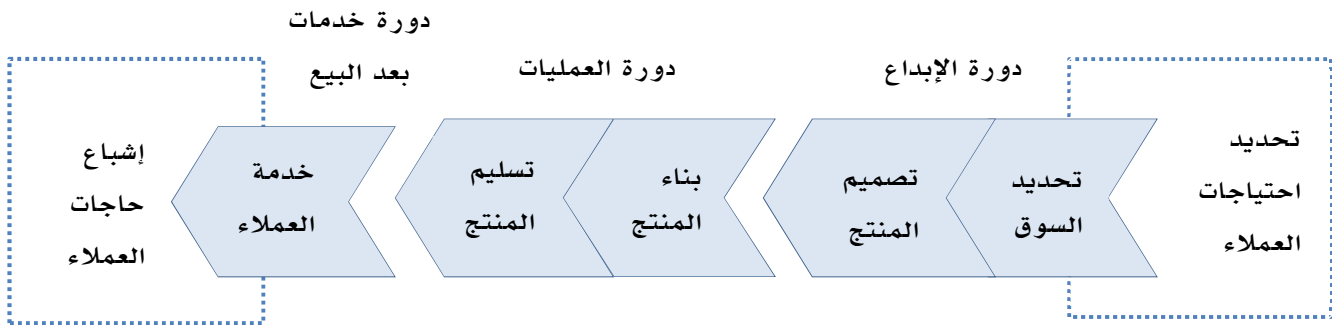 دورة الإبداع
دورة العمليات
دورة خدمات
بعد البيع
تحديد
احتياجات
العملاء
تحديد
السوق
تصميم
المنتج
بناء
المنتج
تسليم
المنتج
خدمة
العملاء
إشباع
حاجات
العملاء